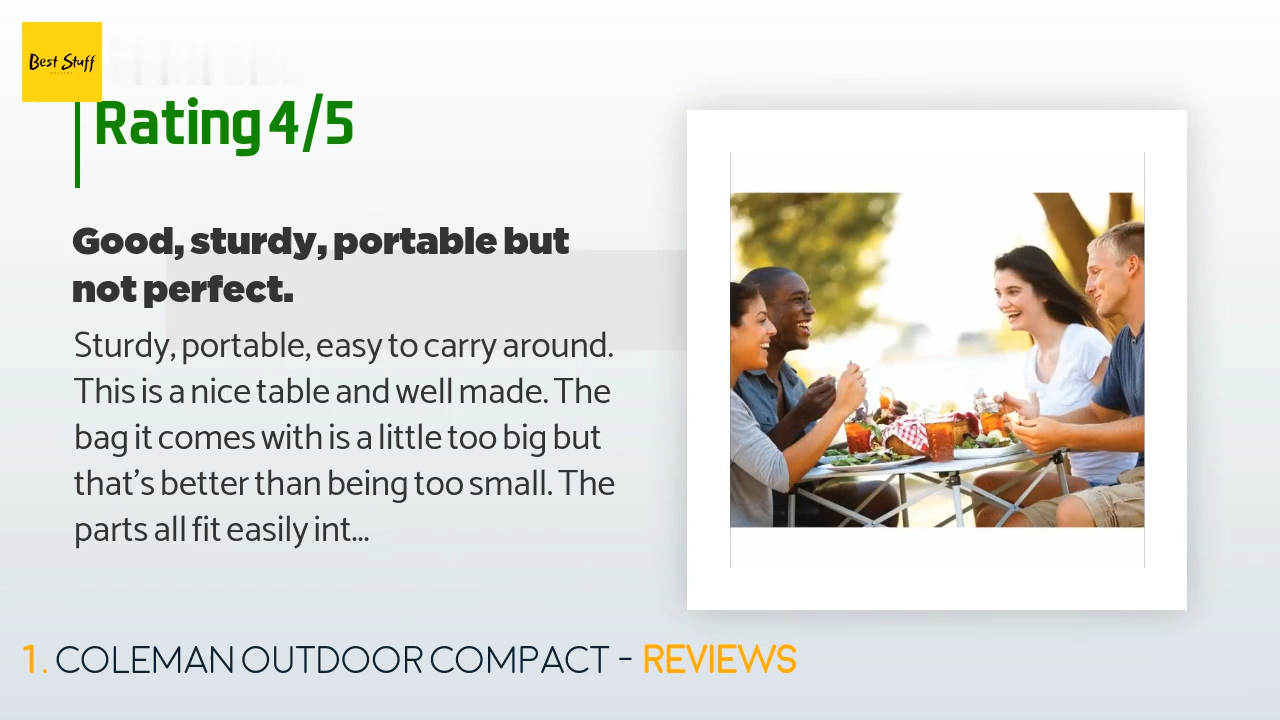 Best Stuff
Rating 4/5
Good, sturdy, portable but
not perfect.
Sturdy, portable, easy to carry around.
This is a nice table and well made. The
bag it comes with is a little too big but
that's better than being too small. The
parts all fit easily int...
1. COLEMAN OUTDOOR COMPACT - REVIEWS